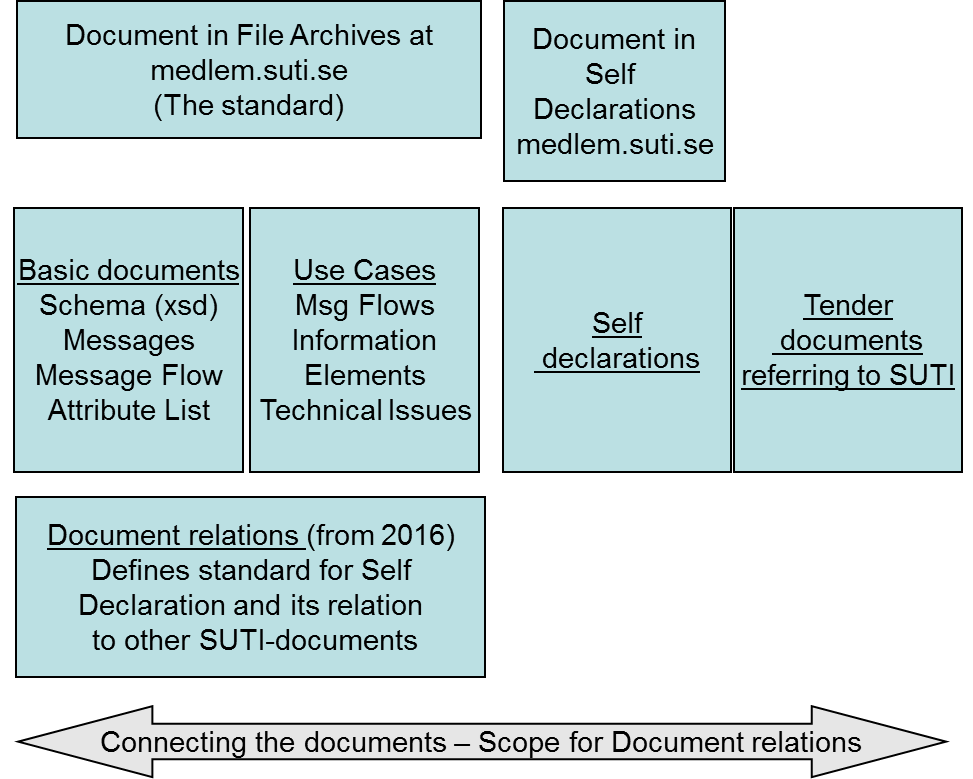 Document in File Archives at
medlem.suti.se
(The standard)
Document in
Self
Declarations
medlem.suti.se
Basic documents
Schema (xsd)
Messages
Message Flow
Attribute List
Use Cases
Msg Flows
Information
Elements
Technical Issues
Self
declarations
Tender
documents
referring to SUTI
Document relations (from 2016)
Defines standard for Self
Declaration and its relation
to other SUTI-documents
Connecting the documents – Scope for Document relations